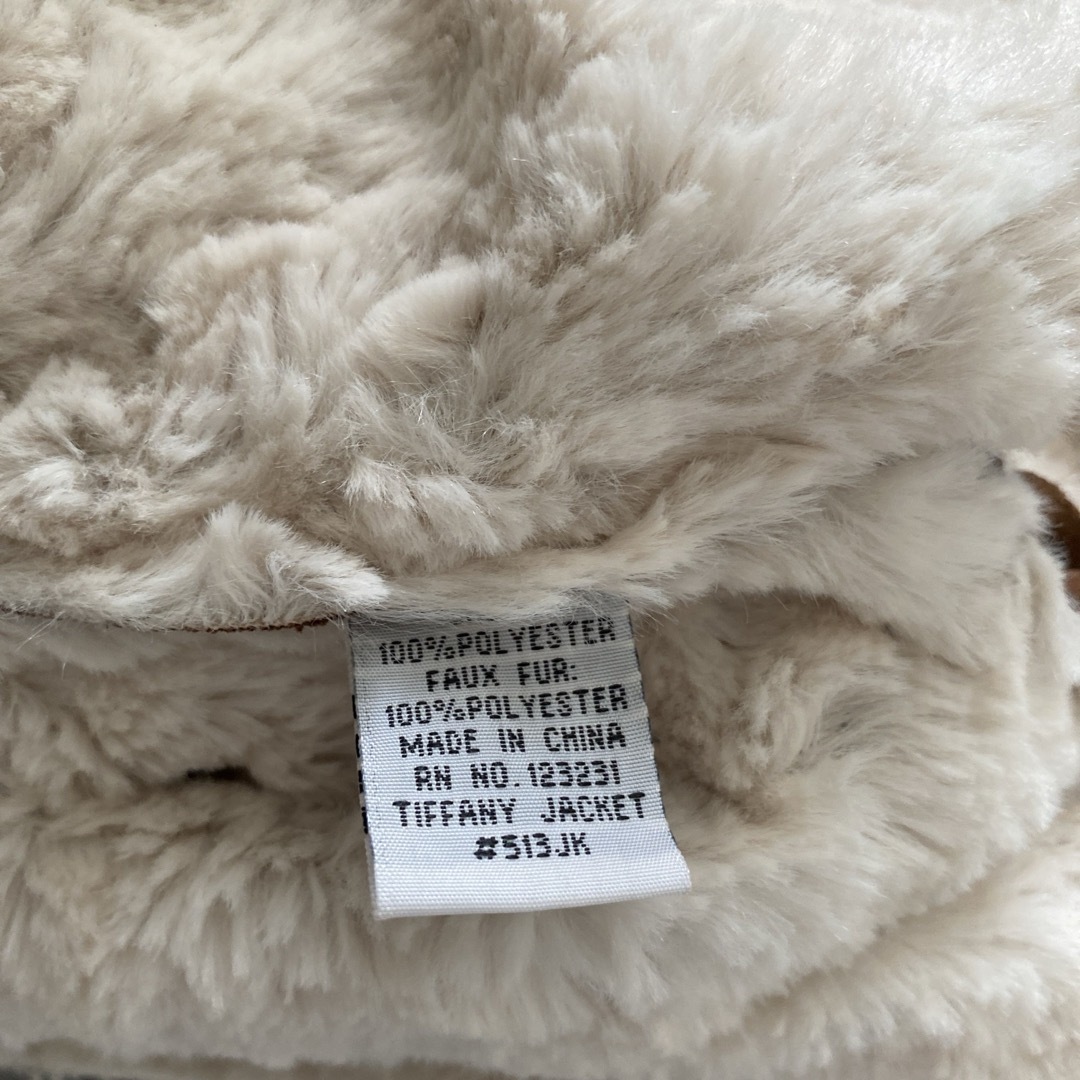 100%POLYESTER
FAUX FUR:
100%POLYESTER
MADE IN CHINA
RN NO.123231
TIFFANY JACKET
#513JK